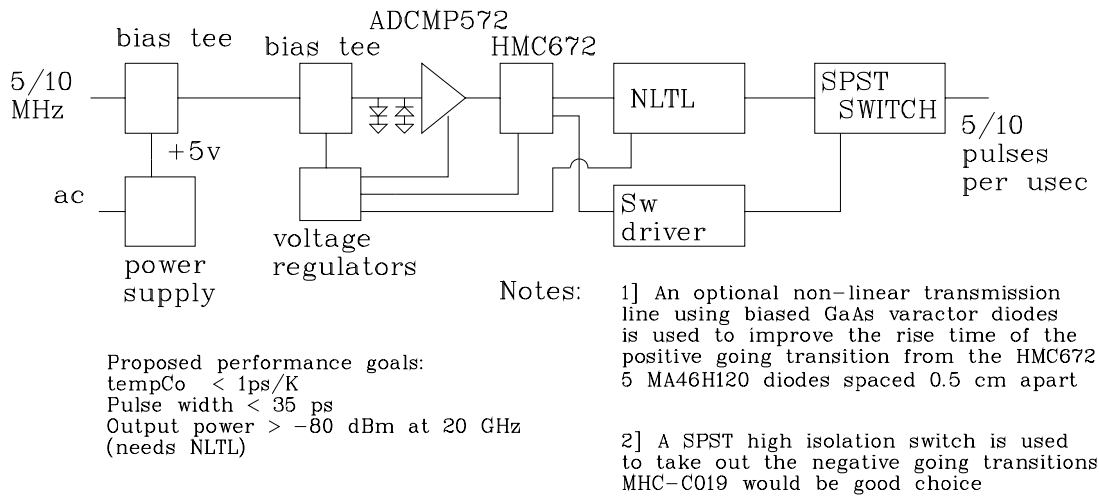 ADCMP572
bias tee
bias tee
HMC672
5/10
MHz
NLTL
SPST
SWITCH
+5v
5/10
pulses
per usec
ac
Sw
driver
voltage
regulators
power
supply
Notes:
1] An optional non-linear transmission
line using biased GaAs varactor diodes
is used to improve the rise time of the
positive going transition from the HMC672
5 MA46H120 diodes spaced 0.5 cm apart
Proposed performance goals:
tempCo < 1ps/K
Pulse width < 35 ps
Output power > -80 dBm at 20 GHz
(needs NLTL)
2] A SPST high isolation switch is used
to take out the negative going transitions
MHC-C019 would be good choice